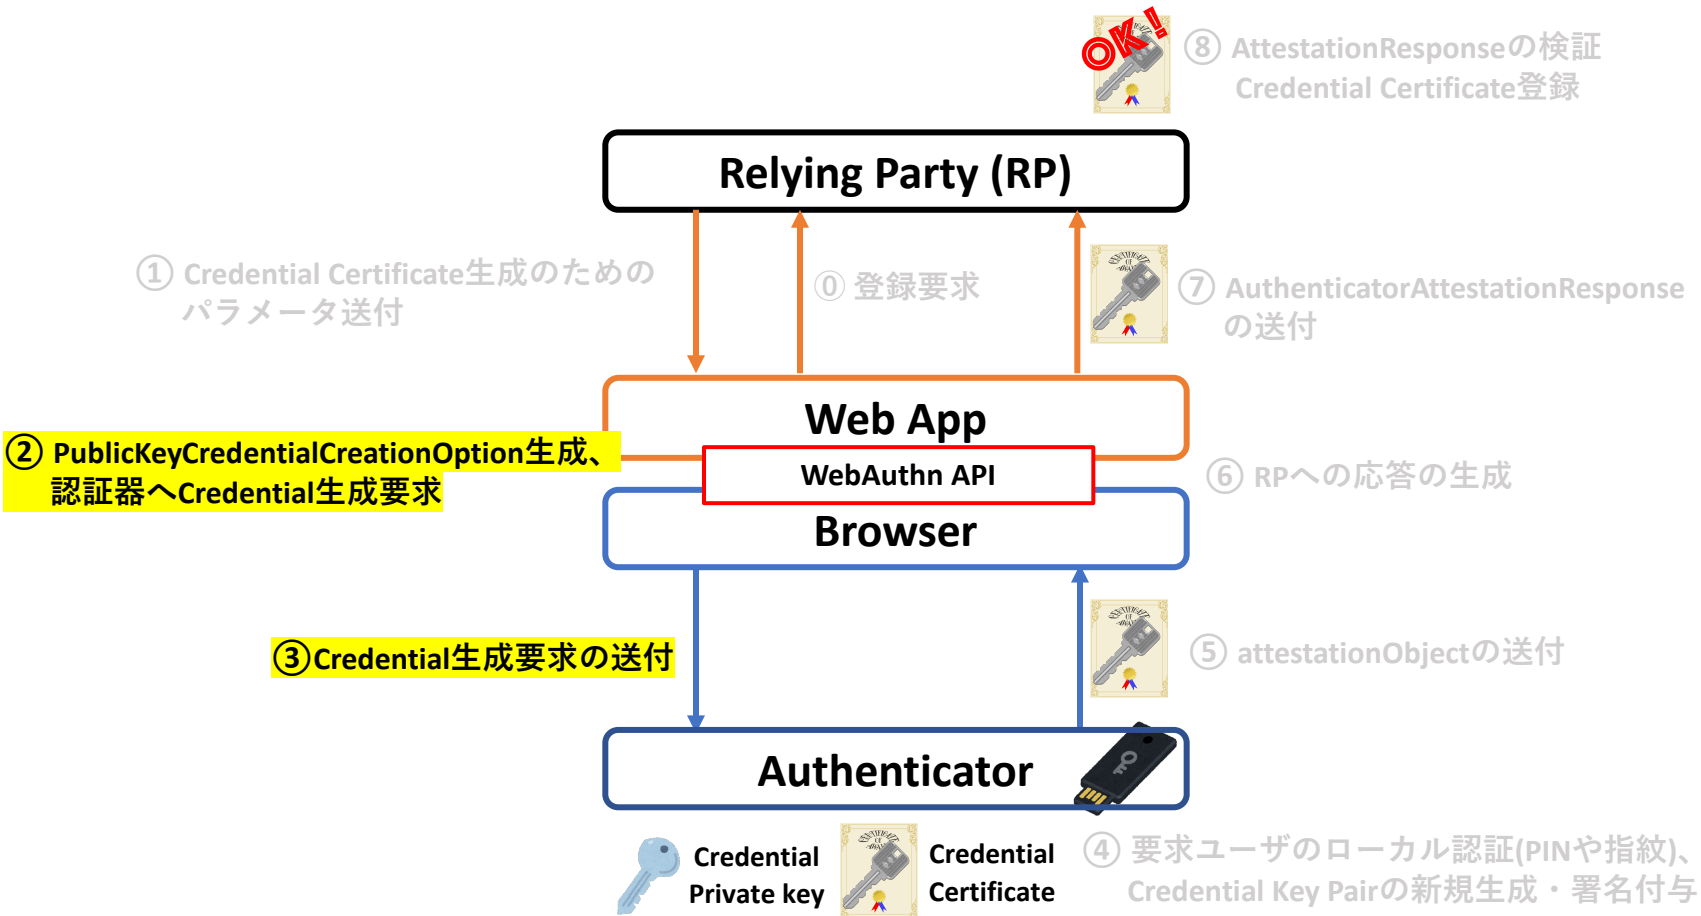 OK!
⑧ AttestationResponseの検証
Credential Certificate登録
Relying Party (RP)
① Credential Certificate生成のための
パラメータ送付
⓪ 登録要求
⑦ AuthenticatorAttestationResponse
の送付
Web App
② PublicKeyCredentialCreationOption生成、
認証器へCredential生成要求
WebAuthn API
⑥ RPへの応答の生成
Browser
③Credential生成要求の送付
⑤ attestationObjectの送付
Authenticator
Credential
Private key
Credential
Certificate
④ 要求ユーザのローカル認証(PINや指紋)、
Credential Key Pairの新規生成・署名付与